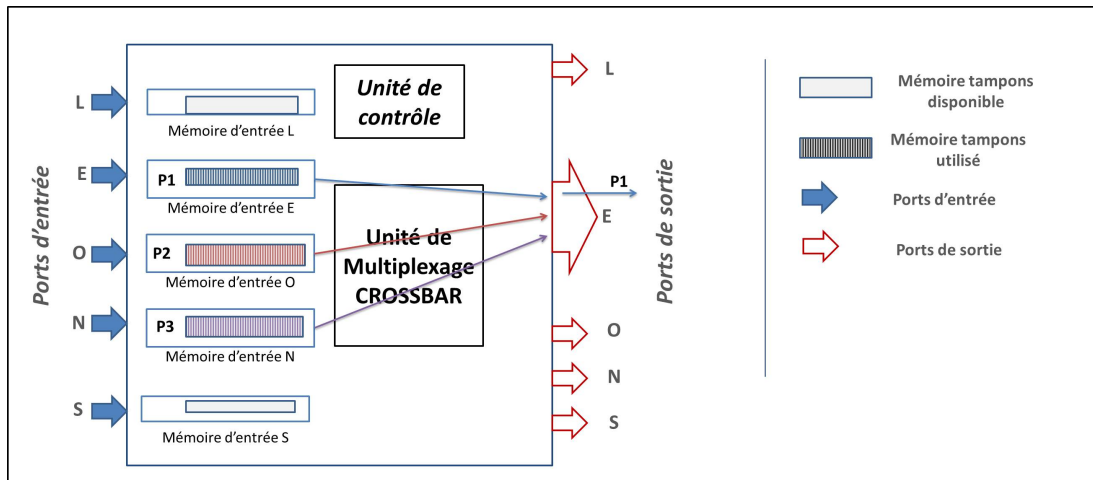 Ports d'entrée
L
Mémoire d'entrée L
E
P1
Mémoire d'entrée E
O
P2
Mémoire d'entrée O
N
P3
Mémoire d'entrée N
S
Mémoire d'entrée S
Unité de
contrôle
Unité de
Multiplexage
CROSSBAR
L
P1
E
O
N
S
Ports de sortie
Mémoire tampons
disponible
Mémoire tampons
utilisé
Ports d'entrée
Ports de sortie